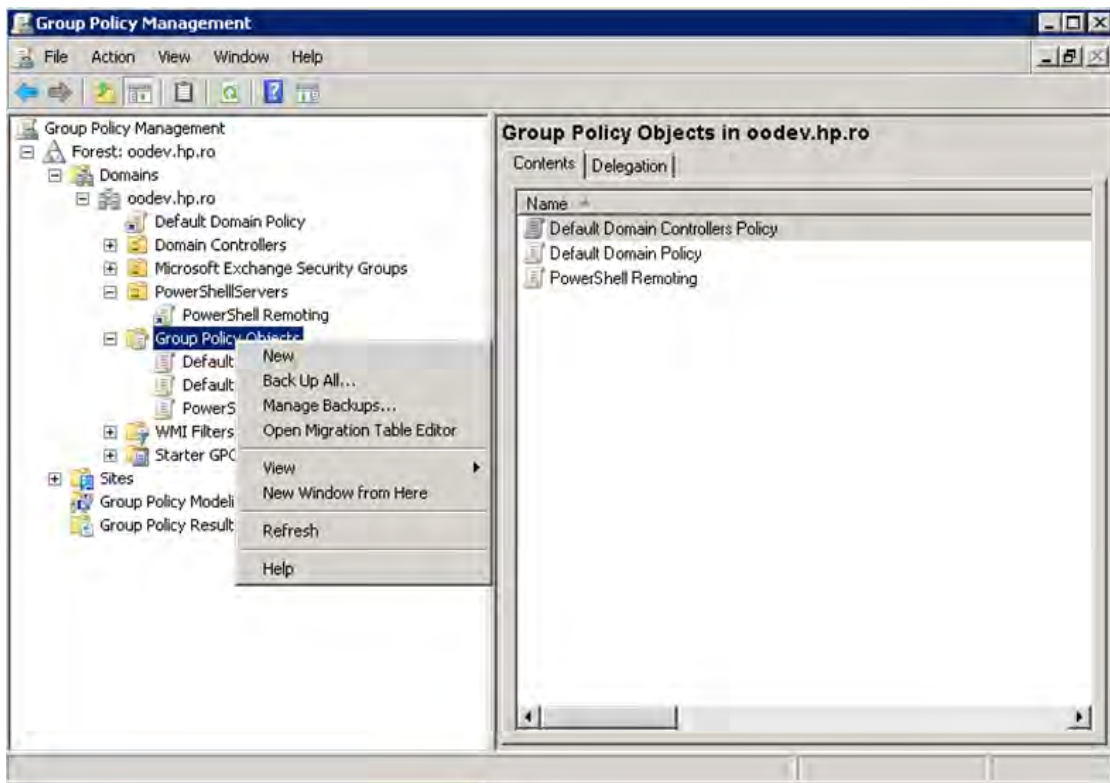 Group Policy Management
File Action View Window Help
Group Policy Management
Forest: oodev.hp.ro
Domains
oodev.hp.ro
Default Domain Policy
Domain Controllers
Microsoft Exchange Security Groups
PowerShellServers
PowerShell Remoting
Group Policy Objects
Default
Default
PowerS
WMI Filters
Starter GPO
Sites
Group Policy Modeli
Group Policy Result
New
Back Up All...
Manage Backups...
Open Migration Table Editor
View
New Window from Here
Refresh
Help
Group Policy Objects in oodev.hp.ro
Contents Delegation
Name
Default Domain Controllers Policy
Default Domain Policy
PowerShell Remoting